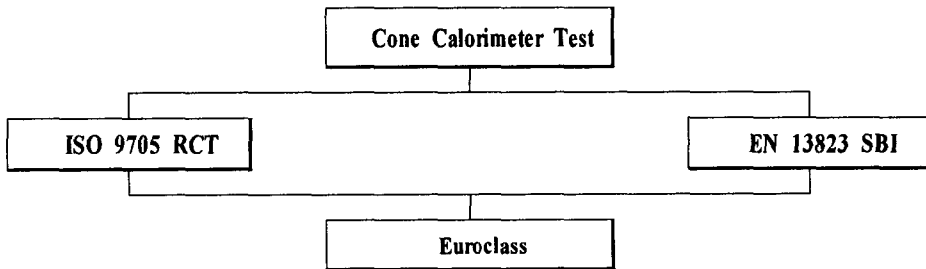 Cone Calorimeter Test
ISO 9705 RCT
EN 13823 SBI
Euroclass